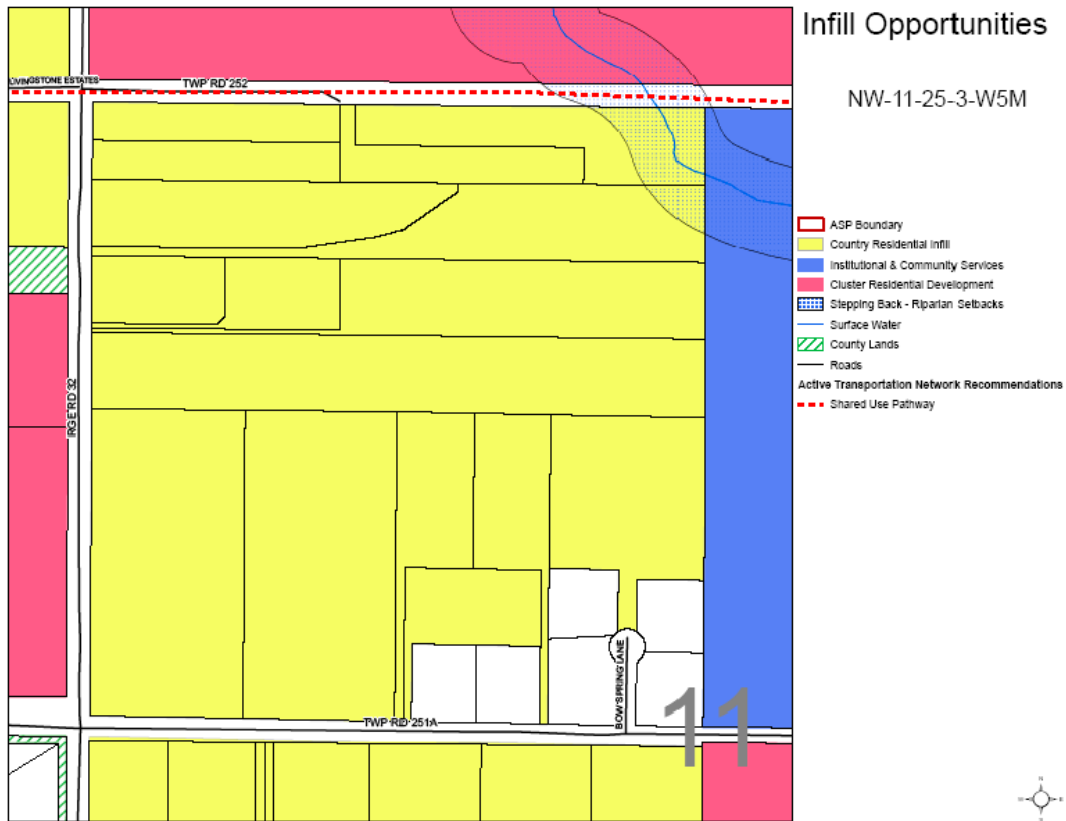 Infill Opportunities
NW-11-25-3-W5M
LIVINGSTONE ESTATES
TWP RD 252
ASP Boundary
Country Residential Infill
Institutional & Community Services
Cluster Residential Development
Stepping Back - Riparian Setbacks
Surface Water
County Lands
Roads
Active Transportation Network Recommendations
Shared Use Pathway
RGE RD 32
BOW SPRING LANE
11
TWP RD 251A
N